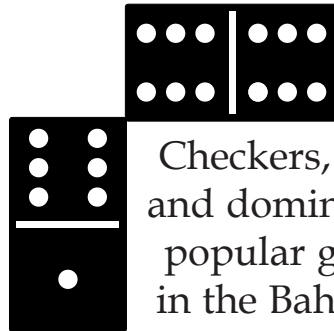 Checkers,
and domin
popular g
in the Bah